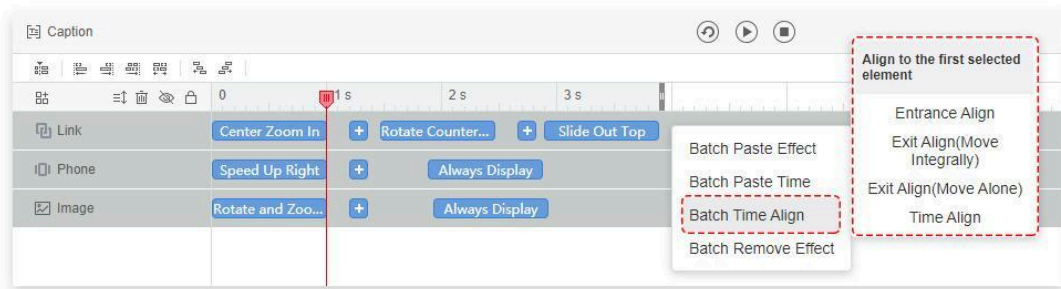 Caption
0
1 s
2 s
3 s
Link
Center Zoom In
Rotate Counter...
Slide Out Top
Phone
Speed Up Right
Always Display
Image
Rotate and Zoo...
Always Display
Batch Paste Effect
Batch Paste Time
Batch Time Align
Batch Remove Effect
Align to the first selected
element
Entrance Align
Exit Align(Move
Integrally)
Exit Align(Move Alone)
Time Align